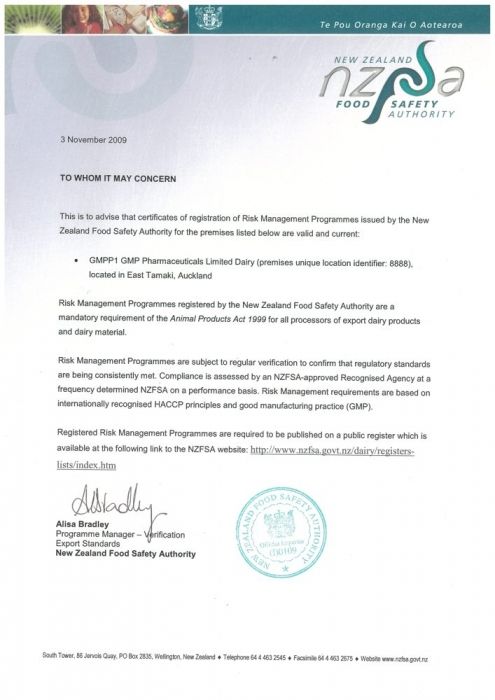 Te Pou Oranga Kai O Aotearoa
NEW ZEALAND
nzfsa
FOOD SAFETY
AUTHORITY
3 November 2009
TO WHOM IT MAY CONCERN
This is to advise that certificates of registration of Risk Management Programmes issued by the New
Zealand Food Safety Authority for the premises listed below are valid and current:
• GMPP1 GMP Pharmaceuticals Limited Dairy (premises unique location identifier: 8888),
located in East Tamaki, Auckland
Risk Management Programmes registered by the New Zealand Food Safety Authority are a
mandatory requirement of the Animal Products Act 1999 for all processors of export dairy products
and dairy material.
Risk Management Programmes are subject to regular verification to confirm that regulatory standards
are being consistently met. Compliance is assessed by an NZFSA-approved Recognised Agency at a
frequency determined NZFSA on a performance basis. Risk Management requirements are based on
internationally recognised HACCP principles and good manufacturing practice (GMP).
Registered Risk Management Programmes are required to be published on a public register which is
available at the following link to the NZFSA website: http://www.nzfsa.govt.nz/dairy/registers-
lists/index.htm
ABradley
Alisa Bradley
Programme Manager – Verification
Export Standards
New Zealand Food Safety Authority
NEW ZEALAND FOOD SAFETY AUTHORITY
Official Inspector
South Tower, 86 Jervois Quay, PO Box 2835, Wellington, New Zealand ♦ Telephone 64 4 463 2545 ♦ Facsimile 64 4 463 2675 ♦ Website www.nzfsa.govt.nz